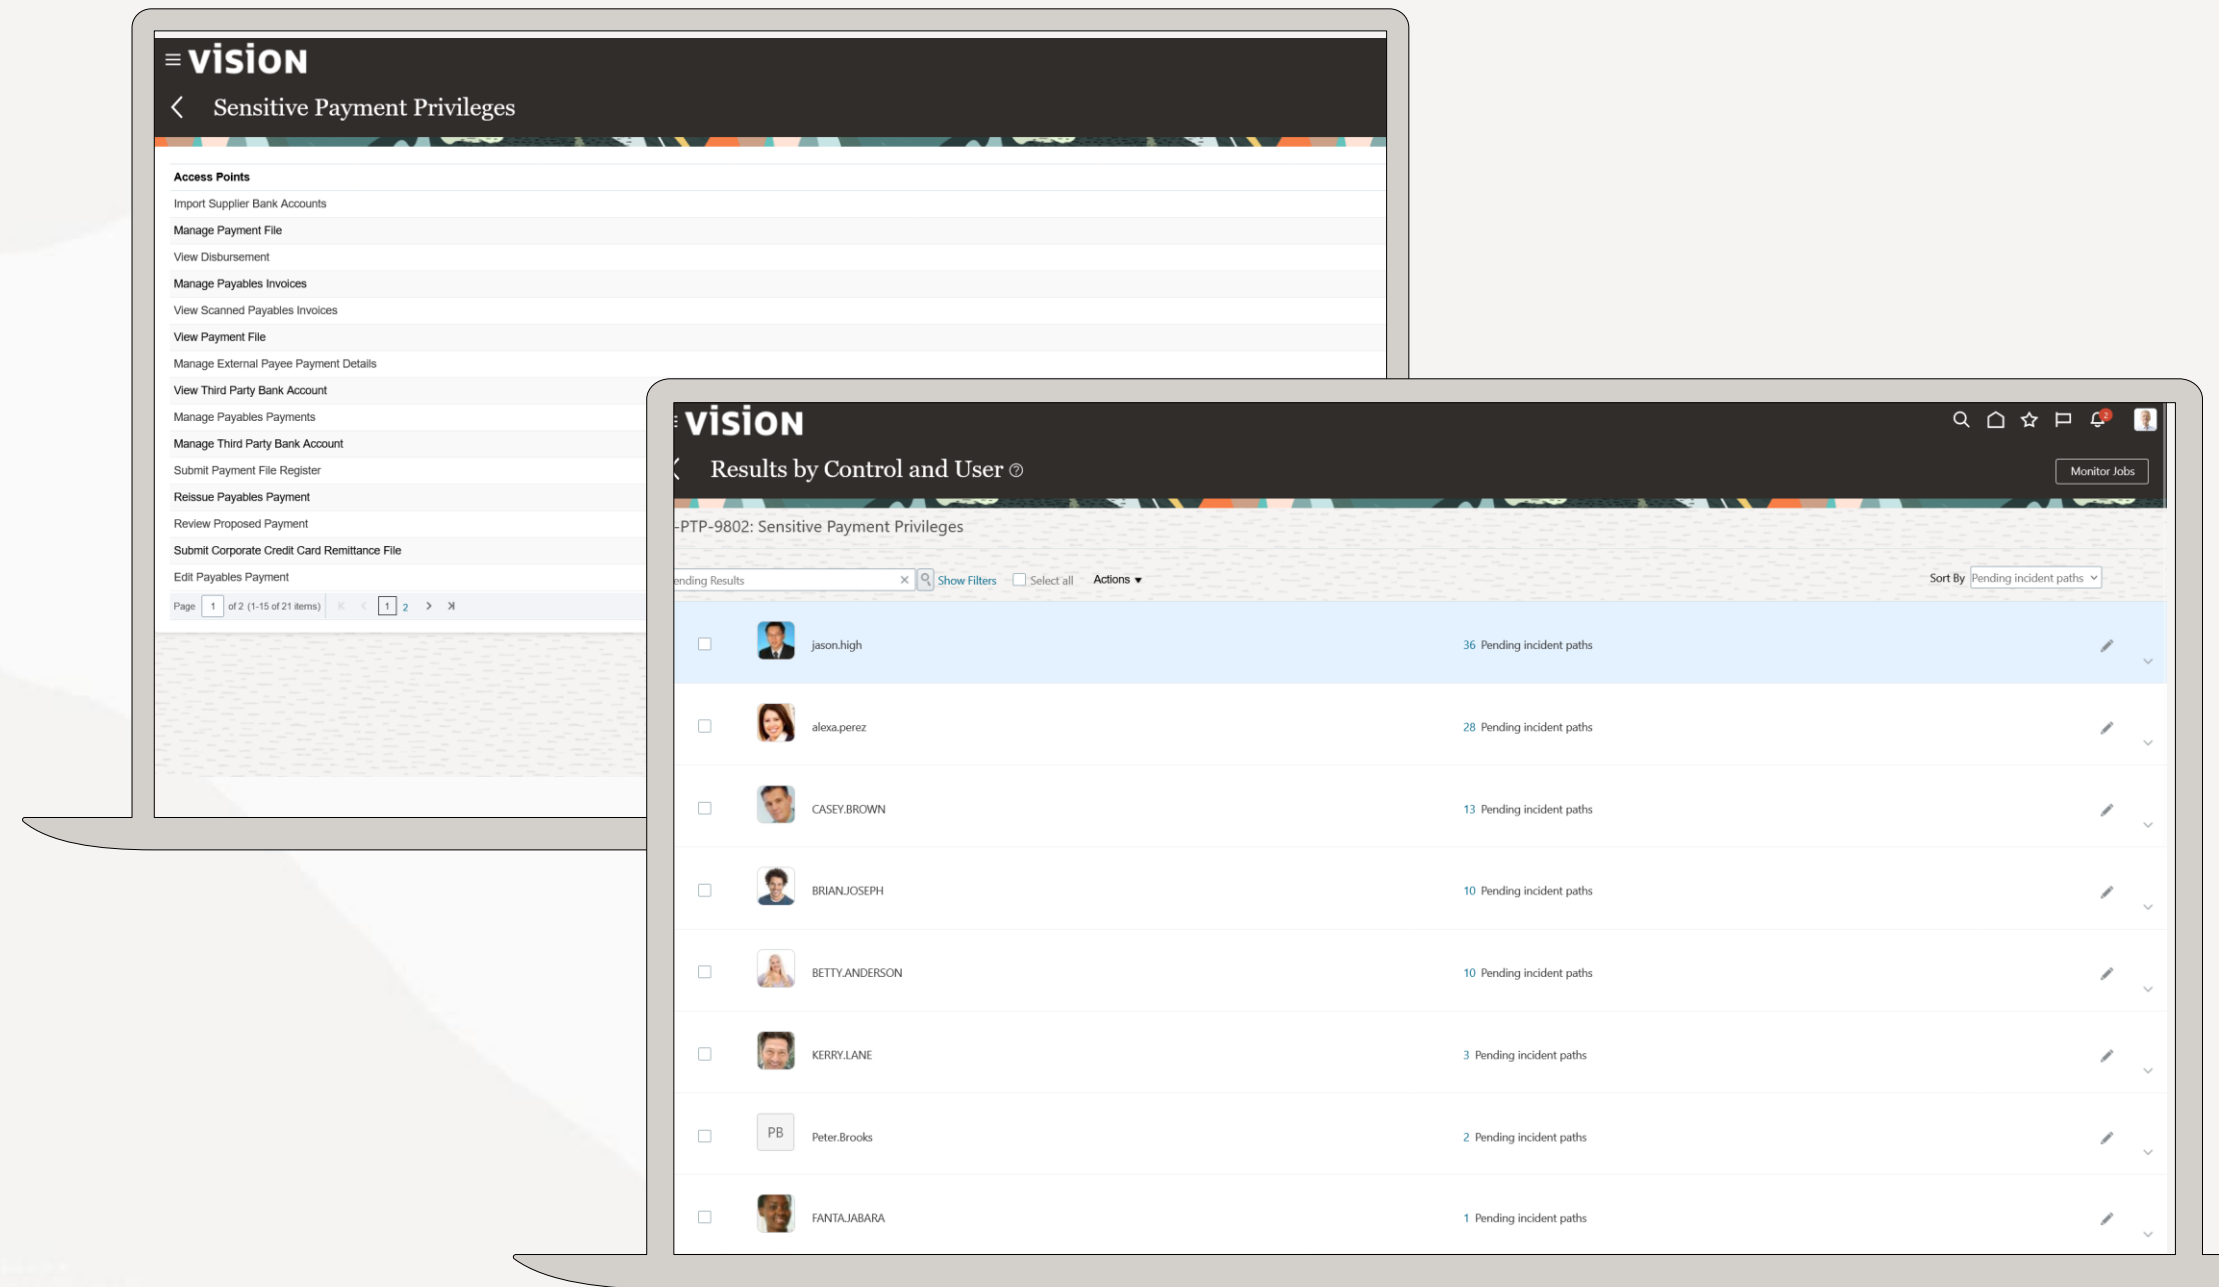 vision
Sensitive Payment Privileges
Access Points
Import Supplier Bank Accounts
Manage Payment File
View Disbursement
Manage Payables Invoices
View Scanned Payables Invoices
View Payment File
Manage External Payee Payment Details
View Third Party Bank Account
Manage Payables Payments
Manage Third Party Bank Account
Submit Payment File Register
Reissue Payables Payment
Review Proposed Payment
Submit Corporate Credit Card Remittance File
Edit Payables Payment
Page 1 of 2 (1-15 of 21 items) 1 2
vision
2
Results by Control and User
Monitor Jobs
-PTP-9802: Sensitive Payment Privileges
ending Results Show Filters Select all Actions Sort By Pending incident paths
jason.high 36 Pending incident paths
alexa.perez 28 Pending incident paths
CASEY.BROWN 13 Pending incident paths
BRIAN.JOSEPH 10 Pending incident paths
BETTY.ANDERSON 10 Pending incident paths
KERRY.LANE 3 Pending incident paths
PB Peter.Brooks 2 Pending incident paths
FANTA.JABARA 1 Pending incident paths